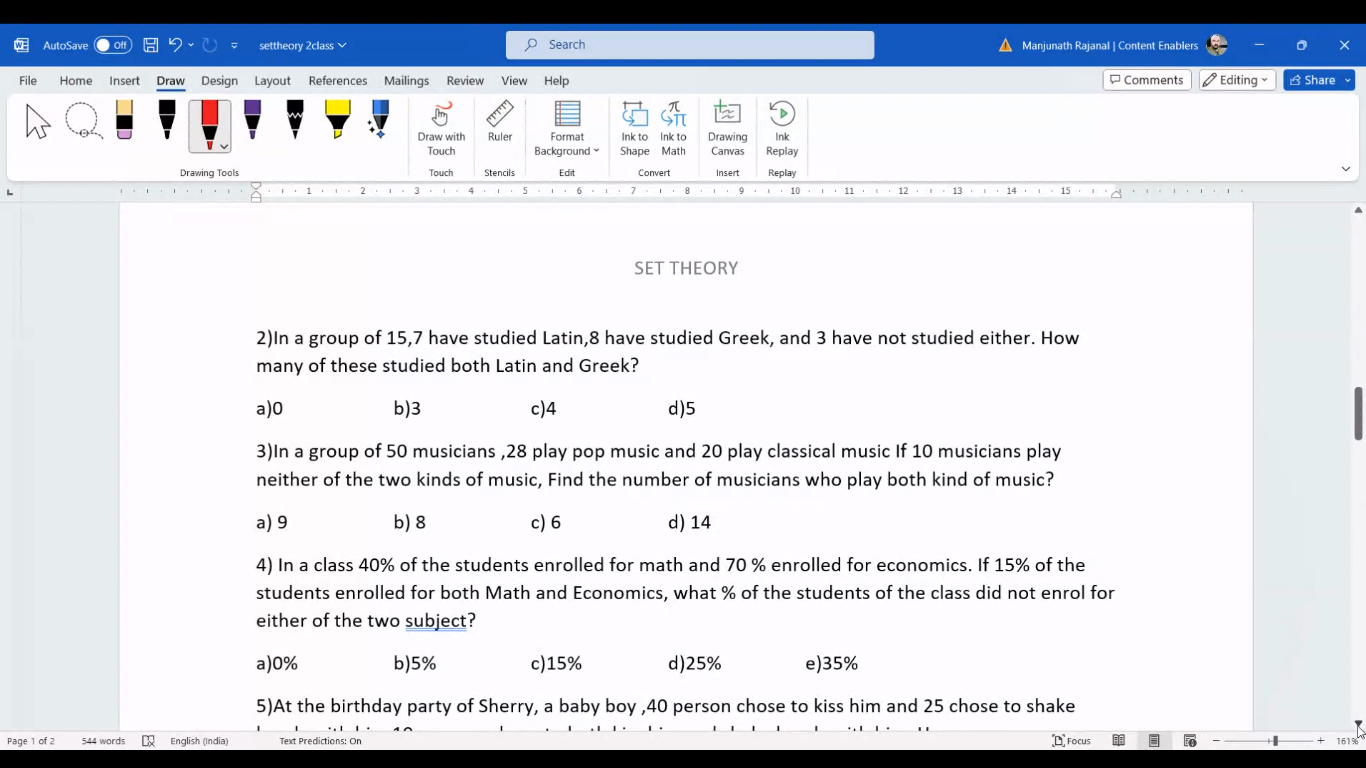 AutoSave Off settheory 2class Search Manjunath Rajanal | Content Enablers
File Home Insert Draw Design Layout References Mailings Review View Help Comments Editing Share
Draw with Touch Ruler Format Background Ink to Shape Ink to Math Drawing Canvas Ink Replay
Drawing Tools Touch Stencils Edit Convert Insert Replay
1 2 3 4 5 6 7 8 9 10 11 12 13 14 15
SET THEORY
2)In a group of 15,7 have studied Latin,8 have studied Greek, and 3 have not studied either. How
many of these studied both Latin and Greek?
a)0 b)3 c)4 d)5
3)In a group of 50 musicians ,28 play pop music and 20 play classical music If 10 musicians play
neither of the two kinds of music, Find the number of musicians who play both kind of music?
a) 9 b) 8 c) 6 d) 14
4) In a class 40% of the students enrolled for math and 70 % enrolled for economics. If 15% of the
students enrolled for both Math and Economics, what % of the students of the class did not enrol for
either of the two subject?
a)0% b)5% c)15% d)25% e)35%
5)At the birthday party of Sherry, a baby boy ,40 person chose to kiss him and 25 chose to shake
Page 1 of 2 544 words English (India) Text Predictions: On Focus 161%